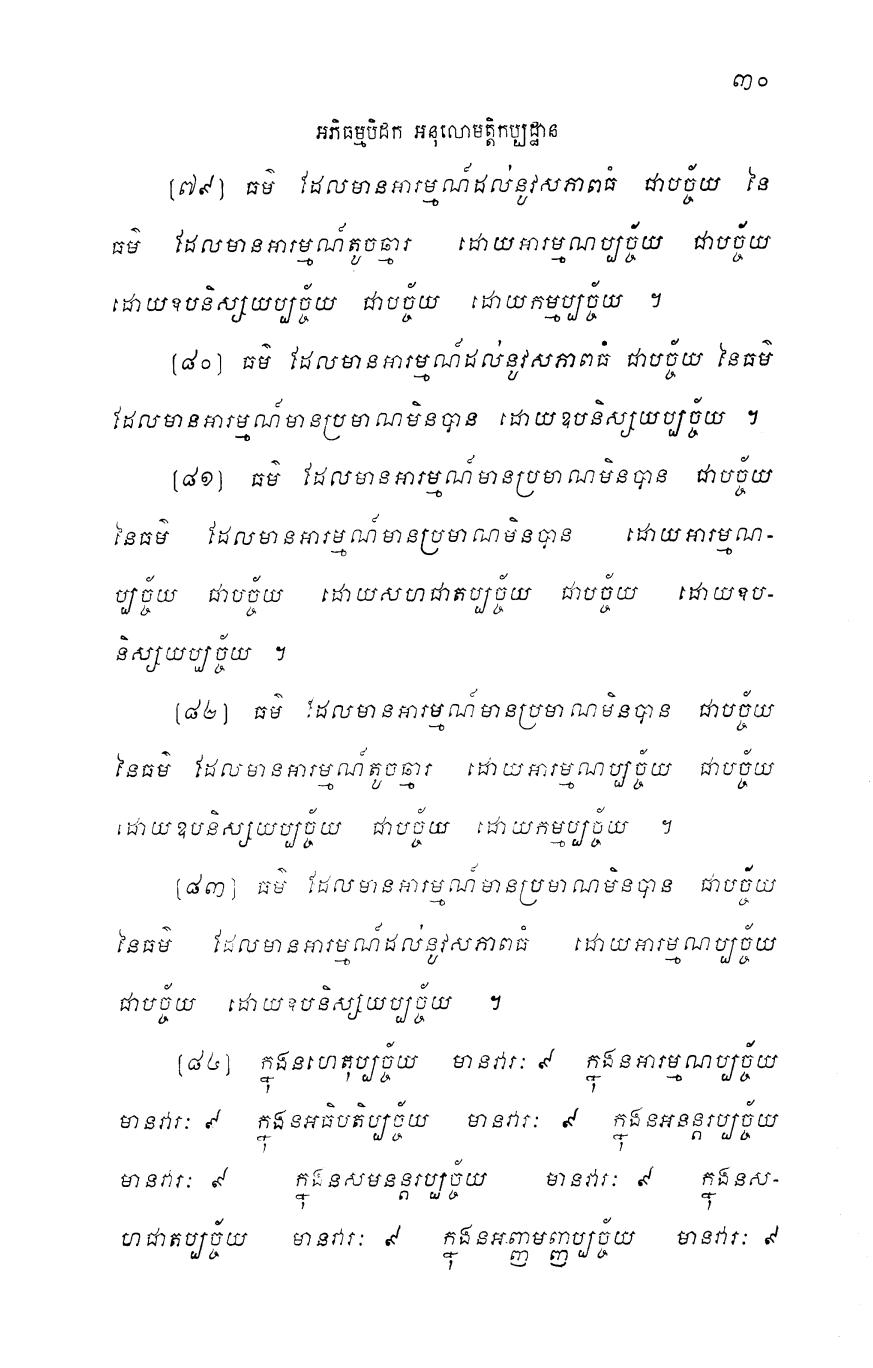 ៣០
អភិធម្មបិដក អនុលោមត្តិកប្បដ្ឋាន
[៧៩] ធម៌ ដែលមានអារម្មណ៍ដល់នូវសភាពធំ ជាបច្ច័យ នៃ
ធម៌ ដែលមានអារម្មណ៍តូចឆ្មារ ដោយអារម្មណប្បច្ច័យ ជាបច្ច័យ
ដោយឧបនិស្សយប្បច្ច័យ ជាបច្ច័យ ដោយកម្មប្បច្ច័យ ។
[៨០] ធម៌ ដែលមានអារម្មណ៍ដល់នូវសភាពធំ ជាបច្ច័យ នៃធម៌
ដែលមានអារម្មណ៍មានប្រមាណមិនបាន ដោយឧបនិស្សយប្បច្ច័យ ។
[៨១] ធម៌ ដែលមានអារម្មណ៍មានប្រមាណមិនបាន ជាបច្ច័យ
នៃធម៌ ដែលមានអារម្មណ៍មានប្រមាណមិនបាន ដោយអារម្មណ-
ប្បច្ច័យ ជាបច្ច័យ ដោយសហជាតប្បច្ច័យ ជាបច្ច័យ ដោយឧប-
និស្សយប្បច្ច័យ ។
[៨២] ធម៌ ដែលមានអារម្មណ៍មានប្រមាណមិនបាន ជាបច្ច័យ
នៃធម៌ ដែលមានអារម្មណ៍តូចឆ្មារ ដោយអារម្មណប្បច្ច័យ ជាបច្ច័យ
ដោយឧបនិស្សយប្បច្ច័យ ជាបច្ច័យ ដោយកម្មប្បច្ច័យ ។
[៨៣] ធម៌ ដែលមានអារម្មណ៍មានប្រមាណមិនបាន ជាបច្ច័យ
នៃធម៌ ដែលមានអារម្មណ៍ដល់នូវសភាពធំ ដោយអារម្មណប្បច្ច័យ
ជាបច្ច័យ ដោយឧបនិស្សយប្បច្ច័យ ។
[៨៤] ក្នុងនហេតុប្បច្ច័យ មានវារៈ ៩ ក្នុងនអារម្មណប្បច្ច័យ
មានវារៈ ៩ ក្នុងនអធិបតិប្បច្ច័យ មានវារៈ ៩ ក្នុងនអនន្តរប្បច្ច័យ
មានវារៈ ៩ ក្នុងនសមនន្តរប្បច្ច័យ មានវារៈ ៩ ក្នុងនស-
ហជាតប្បច្ច័យ មានវារៈ ៩ ក្នុងនអញ្ញមញ្ញប្បច្ច័យ មានវារៈ ៩